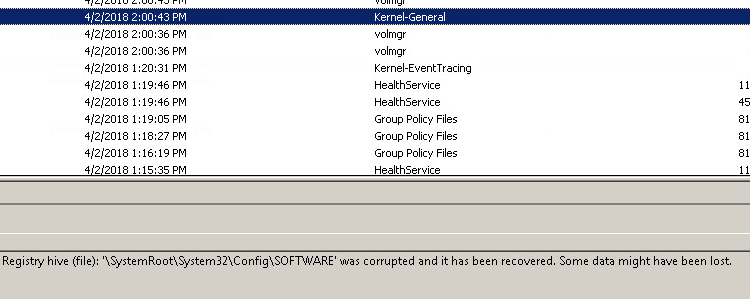 4/2/2018 2:00:43 PM volmgr
4/2/2018 2:00:43 PM Kernel-General
4/2/2018 2:00:36 PM volmgr
4/2/2018 2:00:36 PM volmgr
4/2/2018 1:20:31 PM Kernel-EventTracing
4/2/2018 1:19:46 PM HealthService 11
4/2/2018 1:19:46 PM HealthService 45
4/2/2018 1:19:05 PM Group Policy Files 81
4/2/2018 1:18:27 PM Group Policy Files 81
4/2/2018 1:16:19 PM Group Policy Files 81
4/2/2018 1:15:35 PM HealthService 11
Registry hive (file): '\SystemRoot\System32\Config\SOFTWARE' was corrupted and it has been recovered. Some data might have been lost.